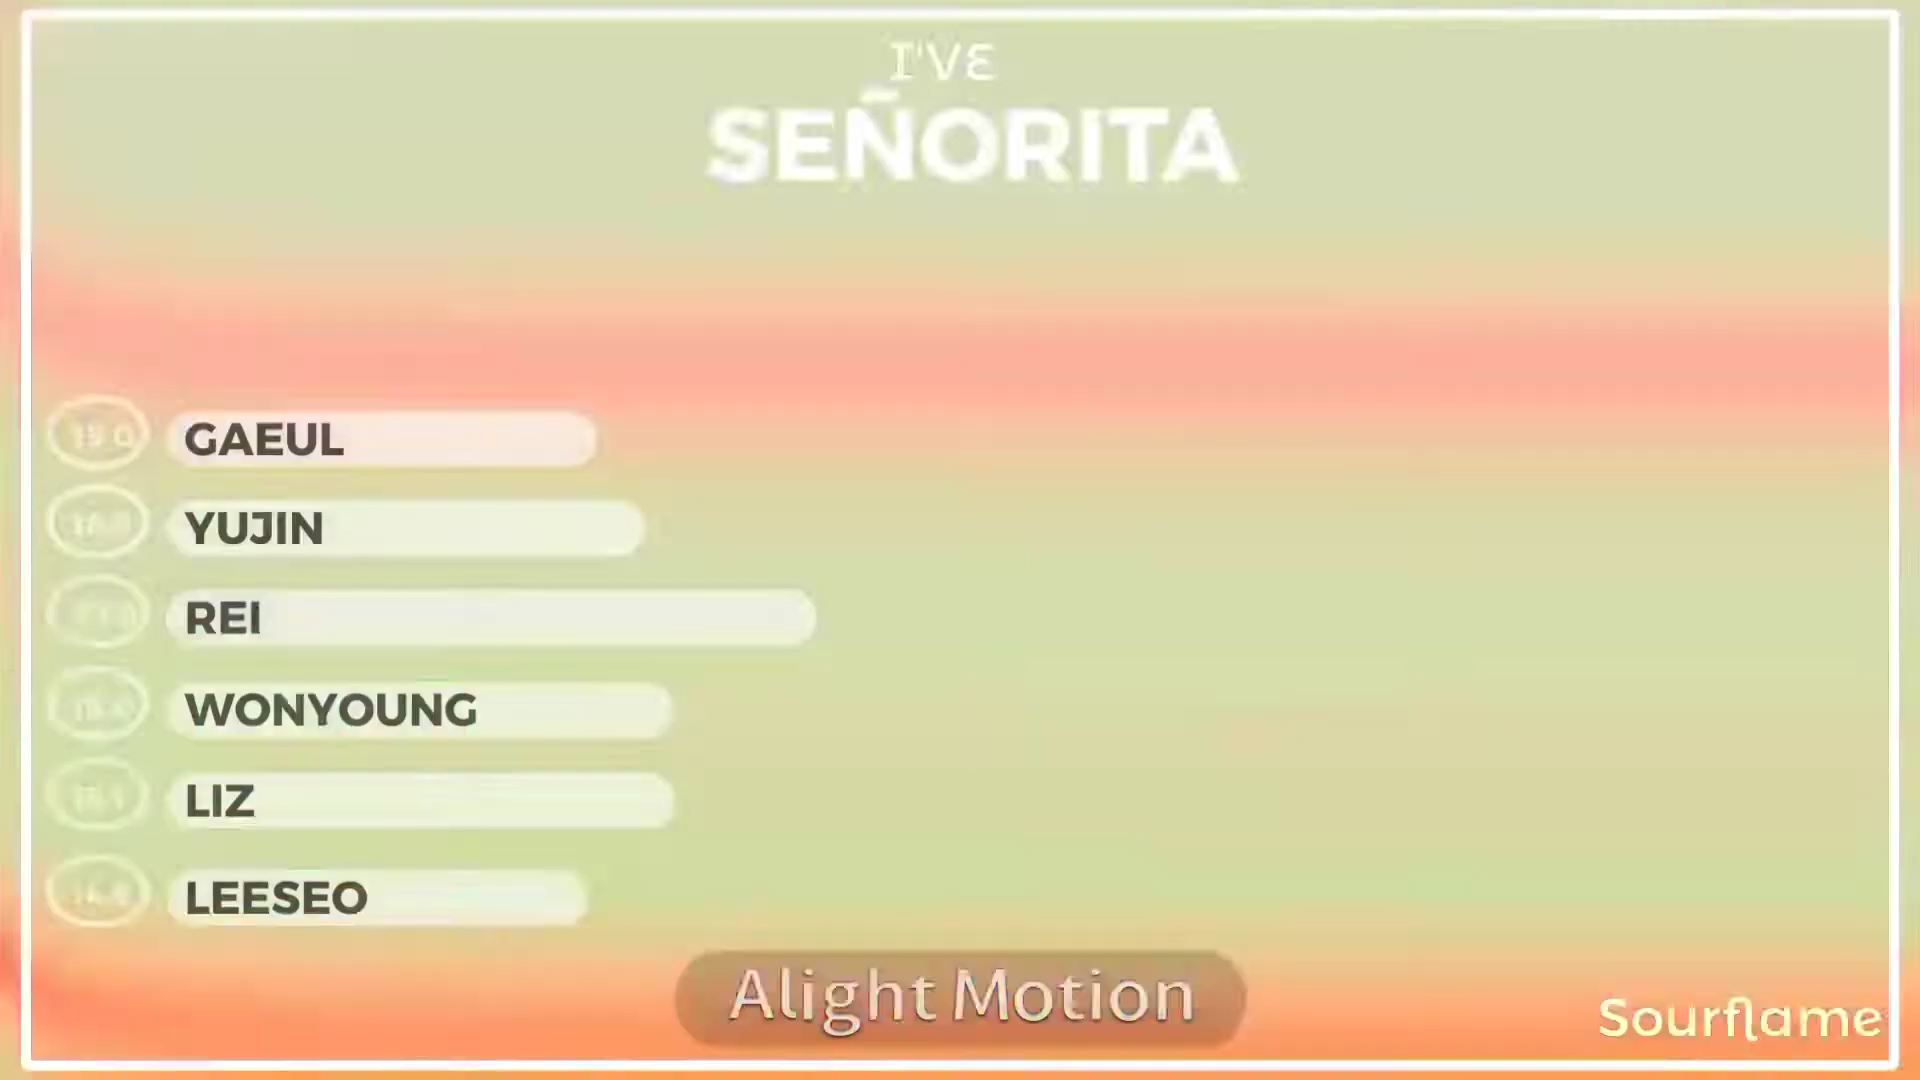 I'VE
SEÑORITA
GAEUL
YUJIN
REI
WONYOUNG
LIZ
LEESEO
Alight Motion
Sourflame